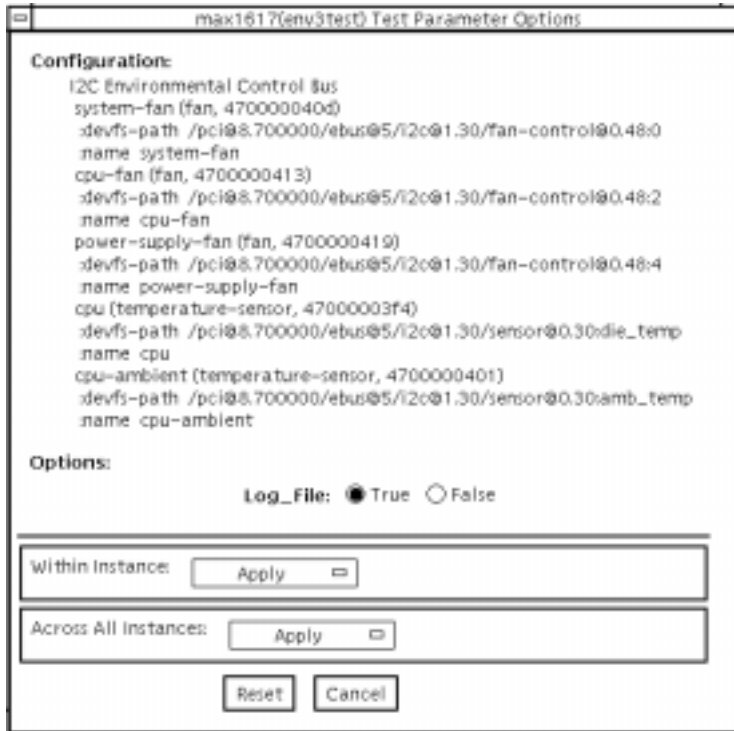 max1617(env3test) Test Parameter Options
Configuration:
I2C Environmental Control Bus
system-fan (fan, 470000040d)
:devfs-path /pci@8.700000/ebus@5/i2c@1.30/fan-control@0.48:0
:name system-fan
cpu-fan (fan, 4700000413)
:devfs-path /pci@8.700000/ebus@5/i2c@1.30/fan-control@0.48:2
:name cpu-fan
power-supply-fan (fan, 4700000419)
:devfs-path /pci@8.700000/ebus@5/i2c@1.30/fan-control@0.48:4
:name power-supply-fan
cpu (temperature-sensor, 47000003f4)
:devfs-path /pci@8.700000/ebus@5/i2c@1.30/sensor@0.30:die_temp
:name cpu
cpu-ambient (temperature-sensor, 4700000401)
:devfs-path /pci@8.700000/ebus@5/i2c@1.30/sensor@0.30:amb_temp
:name cpu-ambient
Options:
Log_File: True False
Within Instance: Apply
Across All Instances: Apply
Reset Cancel